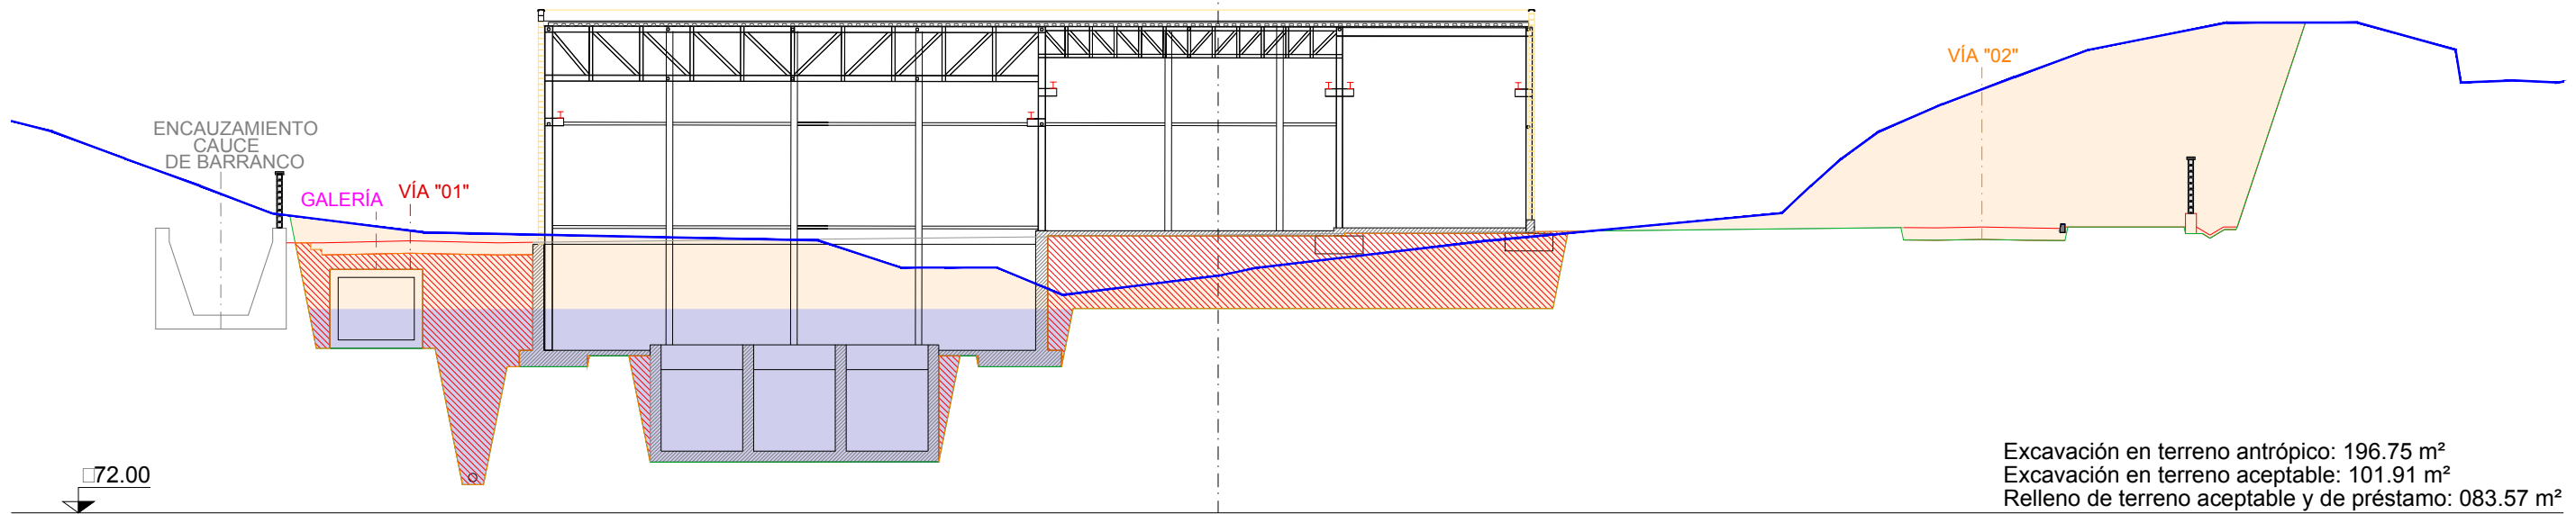 VÍA "02"
ENCAUZAMIENTO
CAUCE
DE BARRANCO
GALERÍA
VÍA "01"
72.00
Excavación en terreno antrópico: 196.75 m²
Excavación en terreno aceptable: 101.91 m²
Relleno de terreno aceptable y de préstamo: 083.57 m²